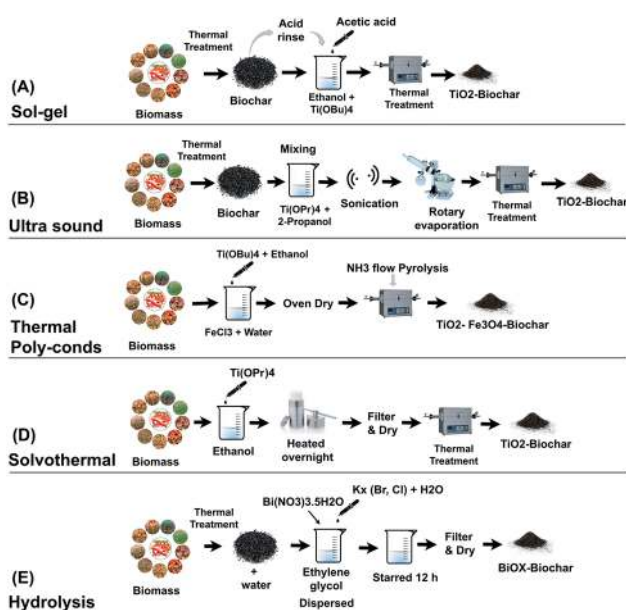 Thermal
Treatment
Acid
rinse
Acetic acid
(A)
Sol-gel
Biomass
Biochar
Ethanol +
Ti(OBu)4
Thermal
Treatment
TiO2-Biochar
Thermal
Treatment
Mixing
(B)
Ultra sound
Biomass
Biochar
Ti(OPr)4 +
2-Propanol
Sonication
Rotary
evaporation
Thermal
Treatment
TiO2-Biochar
Ti(OBu)4 + Ethanol
NH3 flow Pyrolysis
(C)
Thermal
Poly-conds
Biomass
FeCl3 + Water
Oven Dry
TiO2- Fe3O4-Biochar
Ti(OPr)4
(D)
Solvothermal
Biomass
Ethanol
Heated
overnight
Filter
& Dry
Thermal
Treatment
TiO2-Biochar
Kx (Br, Cl) + H2O
Bi(NO3)3.5H2O
Thermal
Treatment
(E)
Hydrolysis
Biomass
+
water
Ethylene
glycol
Dispersed
Starred 12 h
Filter
& Dry
BiOX-Biochar